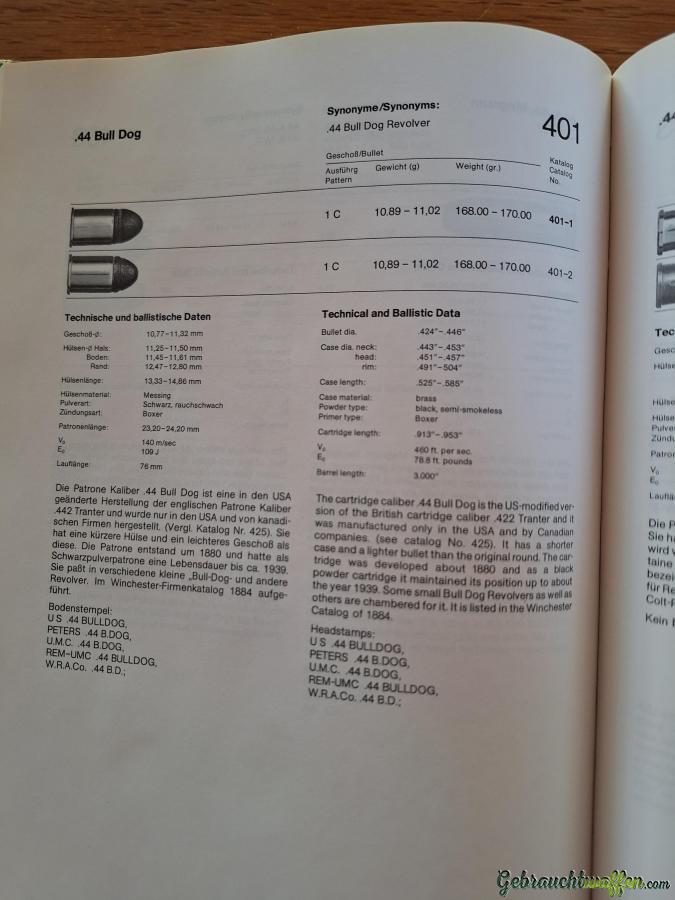 .44 Bull Dog
Synonyme/Synonyms:
.44 Bull Dog Revolver
401
Geschoß/Bullet
Ausführg Gewicht (g) Weight (gr.) Katalog
Pattern Catalog
No.
1 C 10.89 – 11,02 168.00 – 170.00 401-1
1 C 10,89 – 11,02 168.00 – 170.00 401-2
Technische und ballistische Daten
Geschoß-∅: 10,77–11,32 mm
Hülsen-∅ Hals: 11,25–11,50 mm
Boden: 11,45–11,61 mm
Rand: 12,47–12,80 mm
Hülsenlänge: 13,33–14,86 mm
Hülsenmaterial: Messing
Pulverart: Schwarz, rauchschwach
Zündungsart: Boxer
Patronenlänge: 23,20–24,20 mm
V₀ 140 m/sec
E₀ 109 J
Lauflänge: 76 mm
Die Patrone Kaliber .44 Bull Dog ist eine in den USA
geänderte Herstellung der englischen Patrone Kaliber
.442 Tranter und wurde nur in den USA und von kanadi-
schen Firmen hergestellt. (Vergl. Katalog Nr. 425). Sie
hat eine kürzere Hülse und ein leichteres Geschoß als
diese. Die Patrone entstand um 1880 und hatte als
Schwarzpulverpatrone eine Lebensdauer bis ca. 1939.
Sie paßt in verschiedene kleine „Bull-Dog- und andere
Revolver. Im Winchester-Firmenkatalog 1884 aufge-
führt.
Bodenstempel:
U S .44 BULLDOG,
PETERS .44 B.DOG,
U.M.C. .44 B.DOG,
REM-UMC .44 BULLDOG,
W.R.A.Co. .44 B.D.;
Technical and Ballistic Data
Bullet dia. .424"–.446"
Case dia. neck: .443"–.453"
head: .451"–.457"
rim: .491"–504"
Case length: .525"–.585"
Case material: brass
Powder type: black, semi-smokeless
Primer type: Boxer
Cartridge length: .913"–.953"
V₀ 460 ft. per sec.
E₀ 78.8 ft. pounds
Barrel length: 3.000"
The cartridge caliber .44 Bull Dog is the US-modified ver-
sion of the British cartridge caliber .422 Tranter and it
was manufactured only in the USA and by Canadian
companies. (see catalog No. 425). It has a shorter
case and a lighter bullet than the original round. The car-
tridge was developed about 1880 and as a black
powder cartridge it maintained its position up to about
the year 1939. Some small Bull Dog Revolvers as well as
others are chambered for it. It is listed in the Winchester
Catalog of 1884.
Headstamps:
U S .44 BULLDOG,
PETERS .44 B.DOG,
U.M.C. .44 B.DOG,
REM-UMC .44 BULLDOG,
W.R.A.Co. .44 B.D.;
Gebrauchtwaffen.com